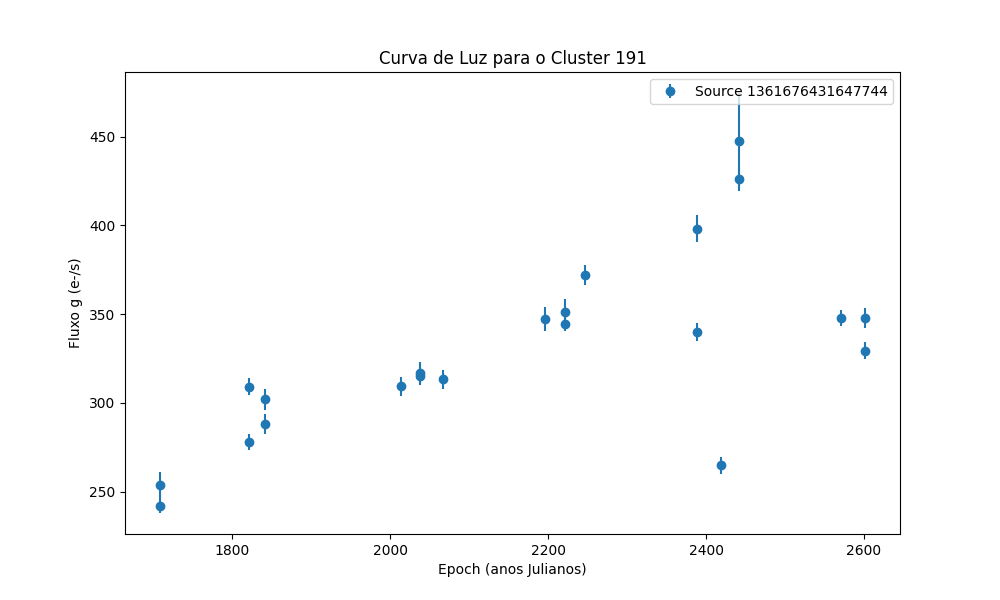 Curva de Luz para o Cluster 191
Source 1361676431647744
Fluxo g (e-/s)
450
400
350
300
250
1800 2000 2200 2400 2600
Epoch (anos Julianos)